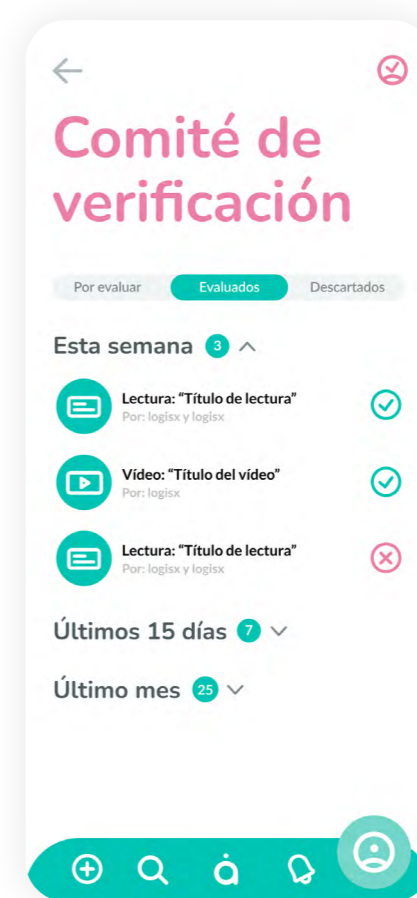 Comité de
verificación
Por evaluar Evaluados Descartados
Esta semana 3
Lectura: “Título de lectura”
Por: logisx y logisx
Vídeo: “Título del vídeo”
Por: logisx
Lectura: “Título de lectura”
Por: logisx y logisx
Últimos 15 días 7
Último mes 25